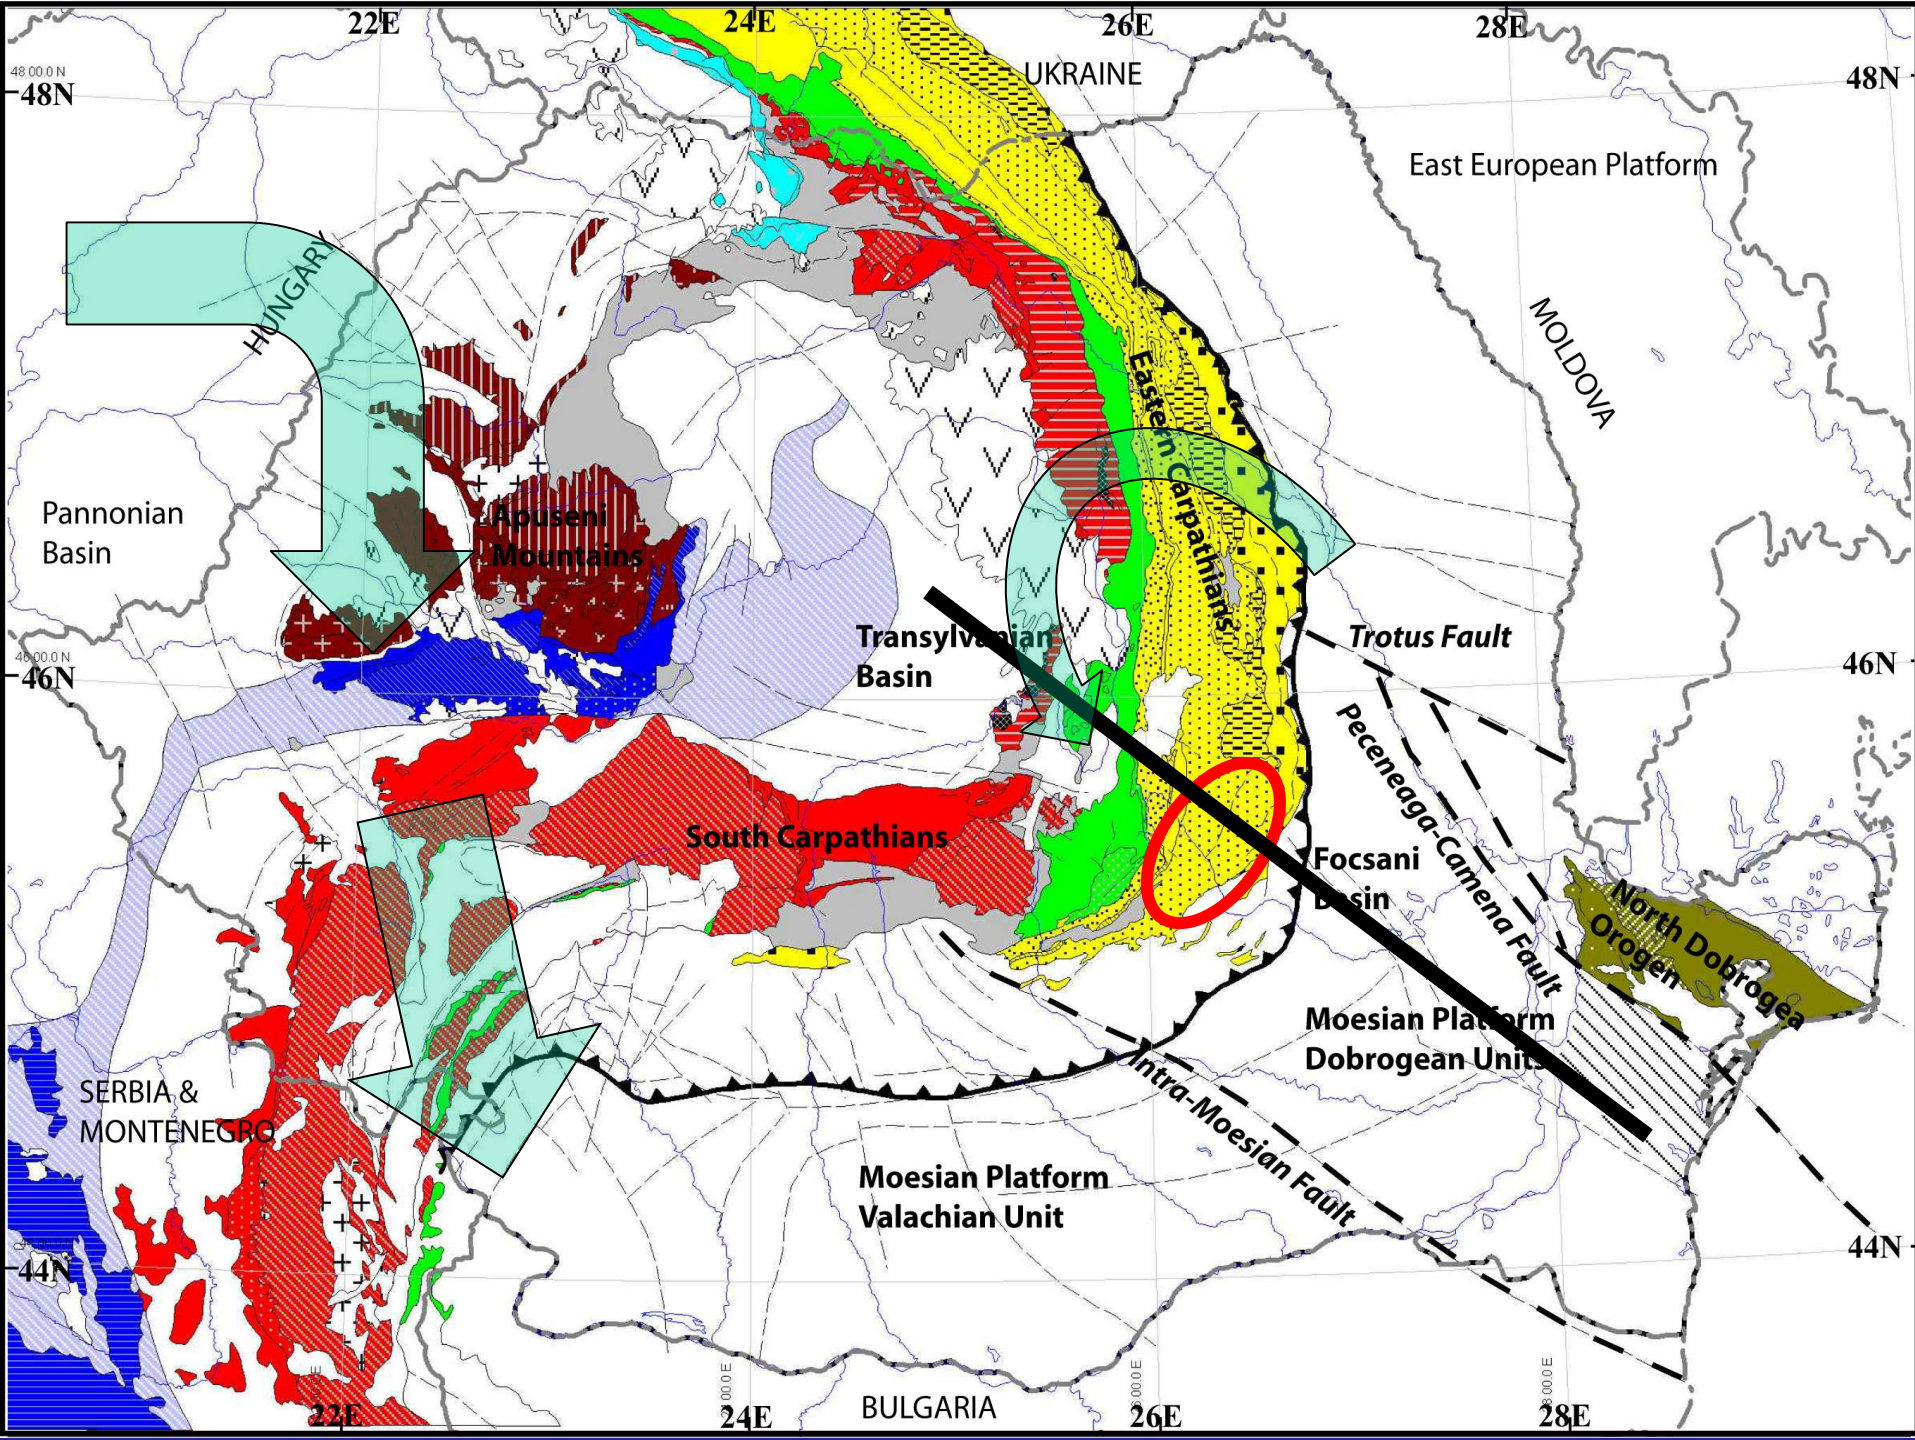 22E
24E
26E
28E
48 00.0 N
48N
48N
UKRAINE
East European Platform
HUNGARY
MOLDOVA
Eastern Carpathians
Pannonian
Basin
Apuseni
Mountains
Transylvanian
Basin
Trotus Fault
46 00.0 N
46N
46N
Peceneaga-Camena Fault
South Carpathians
Focsani
Basin
North Dobrogea
Orogen
Moesian Platform
Dobrogean Units
SERBIA &
MONTENEGRO
Intra-Moesian Fault
Moesian Platform
Valachian Unit
44N
44N
BULGARIA
22E
24E
26E
28E